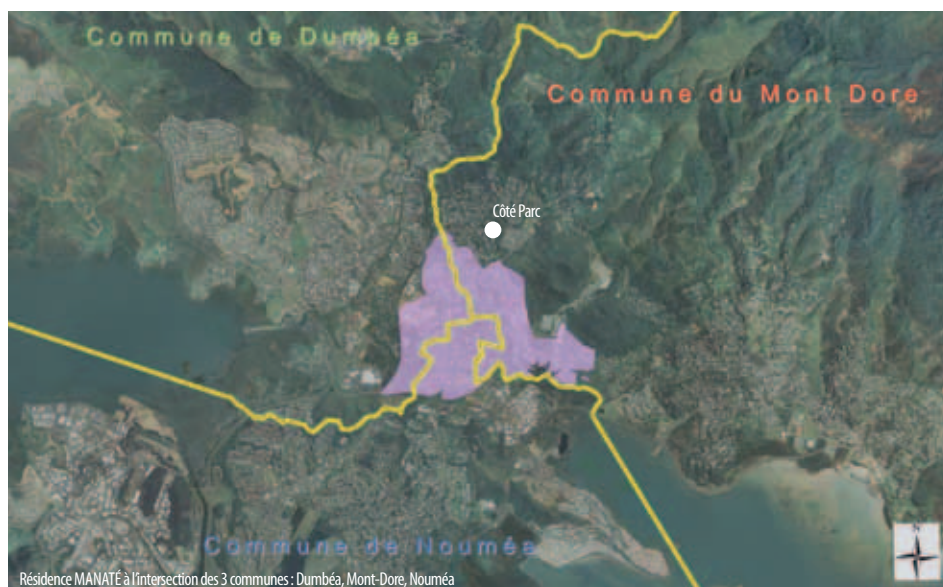 Commune de Dumbéa
Commune du Mont Dore
Côté Parc
Commune de Nouméa
N
Résidence MANATÉ à l'intersection des 3 communes : Dumbéa, Mont-Dore, Nouméa